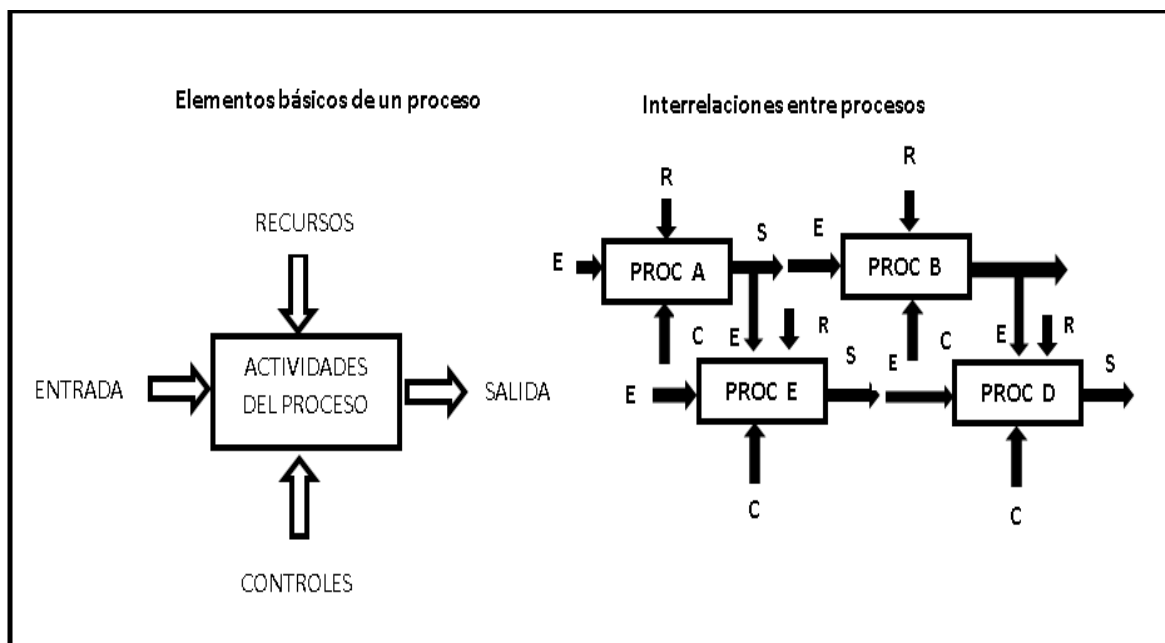 Elementos básicos de un proceso
RECURSOS
ENTRADA
ACTIVIDADES
DEL PROCESO
SALIDA
CONTROLES
Interrelaciones entre procesos
R
R
E
PROC A
S
E
PROC B
C
E
R
S
E
C
E
R
E
PROC E
PROC D
S
C
C